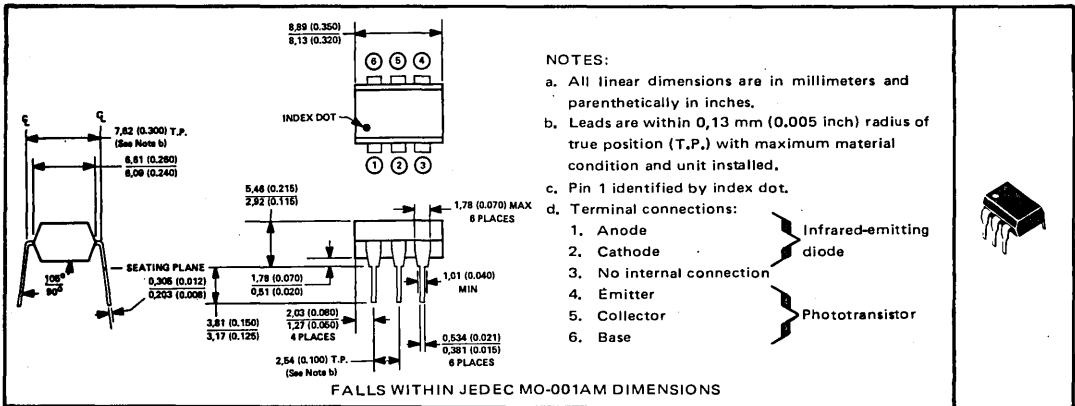 8,89 (0.350)
8,13 (0.320)
6 5 4
INDEX DOT
1 2 3
℄ ℄
7,62 (0.300) T.P.
(See Note b)
6,61 (0.260)
6,09 (0.240)
5,46 (0.215)
2,92 (0.115)
1,78 (0.070) MAX
6 PLACES
SEATING PLANE
105°
90°
0,305 (0.012)
0,203 (0.008)
1,78 (0.070)
0,51 (0.020)
1,01 (0.040)
MIN
3,81 (0.150)
3,17 (0.125)
2,03 (0.080)
1,27 (0.050)
4 PLACES
2,54 (0.100) T.P.
(See Note b)
0,534 (0.021)
0,381 (0.015)
6 PLACES
NOTES:
a. All linear dimensions are in millimeters and
parenthetically in inches.
b. Leads are within 0,13 mm (0.005 inch) radius of
true position (T.P.) with maximum material
condition and unit installed.
c. Pin 1 identified by index dot.
d. Terminal connections:
1. Anode
2. Cathode
Infrared-emitting
diode
3. No internal connection
4. Emitter
5. Collector
6. Base
Phototransistor
FALLS WITHIN JEDEC MO-001AM DIMENSIONS